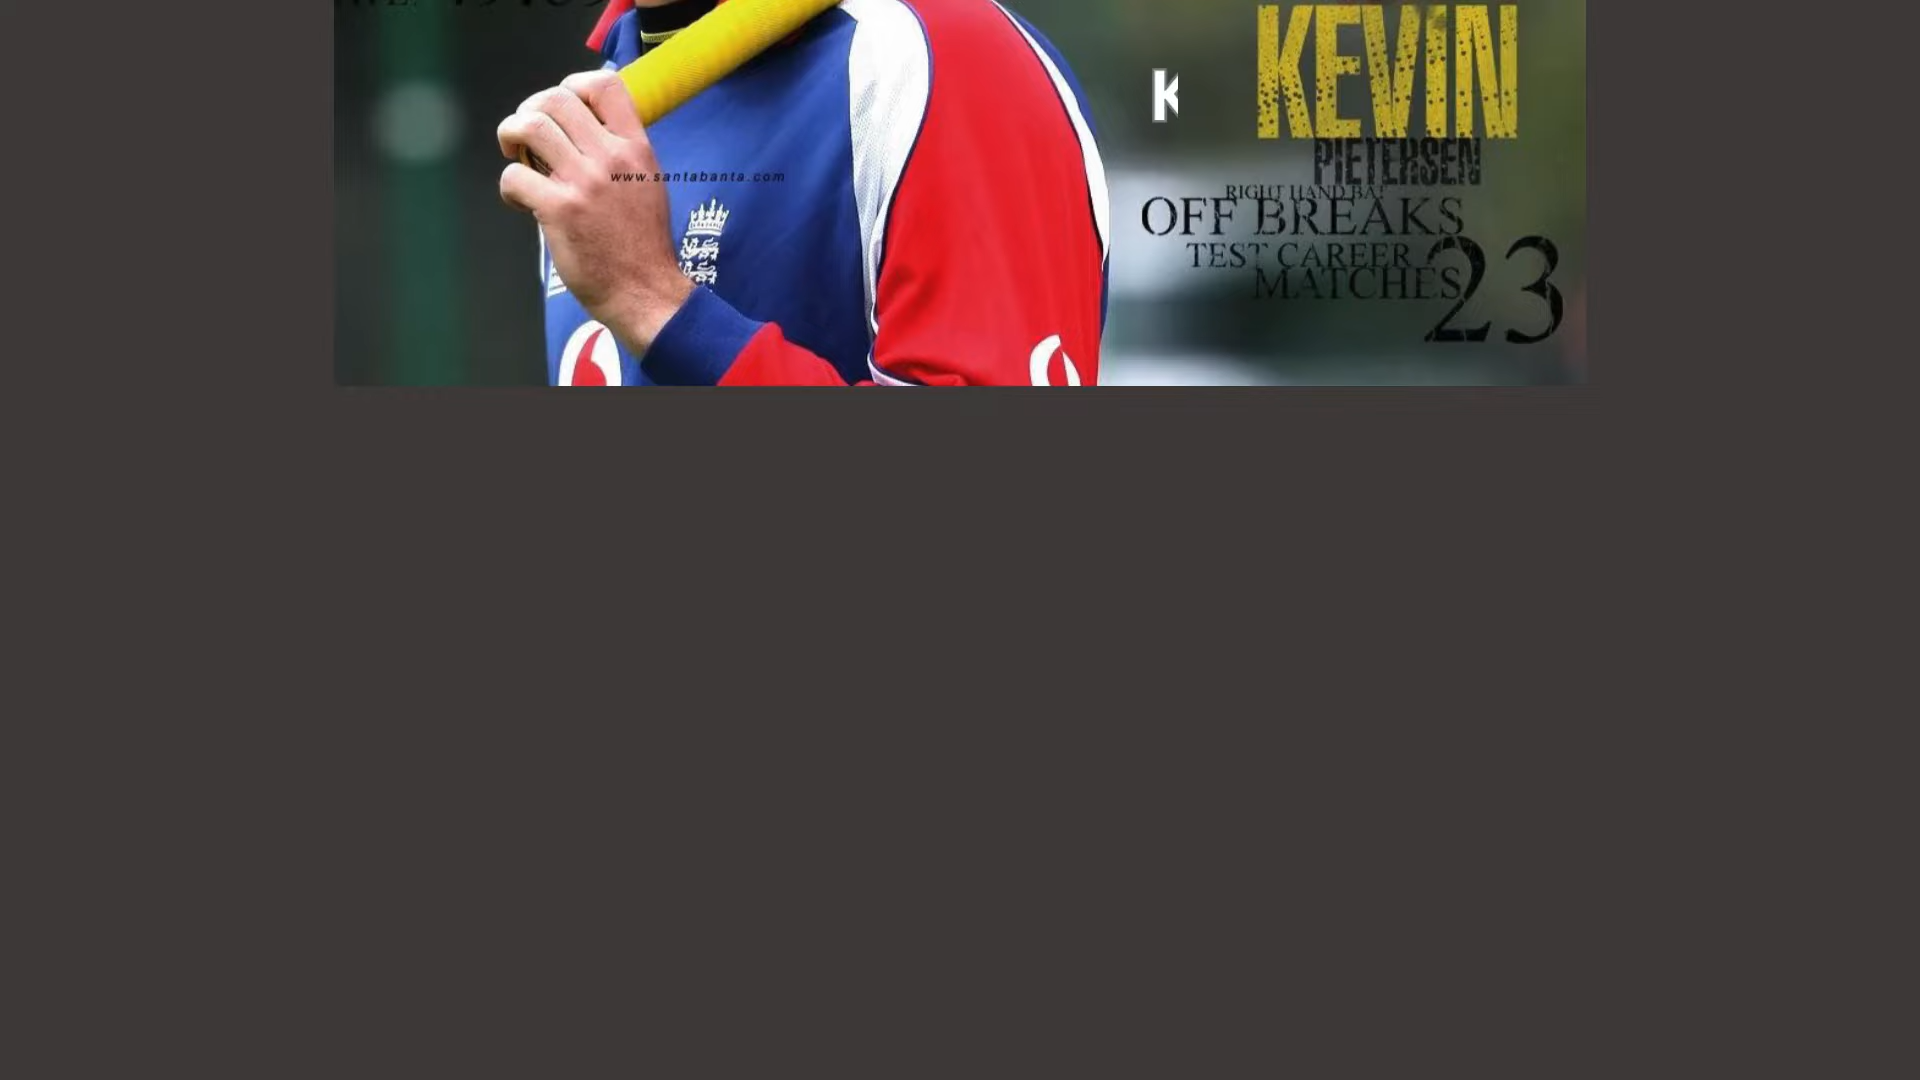 KEVIN
K
PIETERSEN
www.santabanta.com
RIGHT HAND BAT
OFF BREAKS
TEST CAREER
MATCHES 23